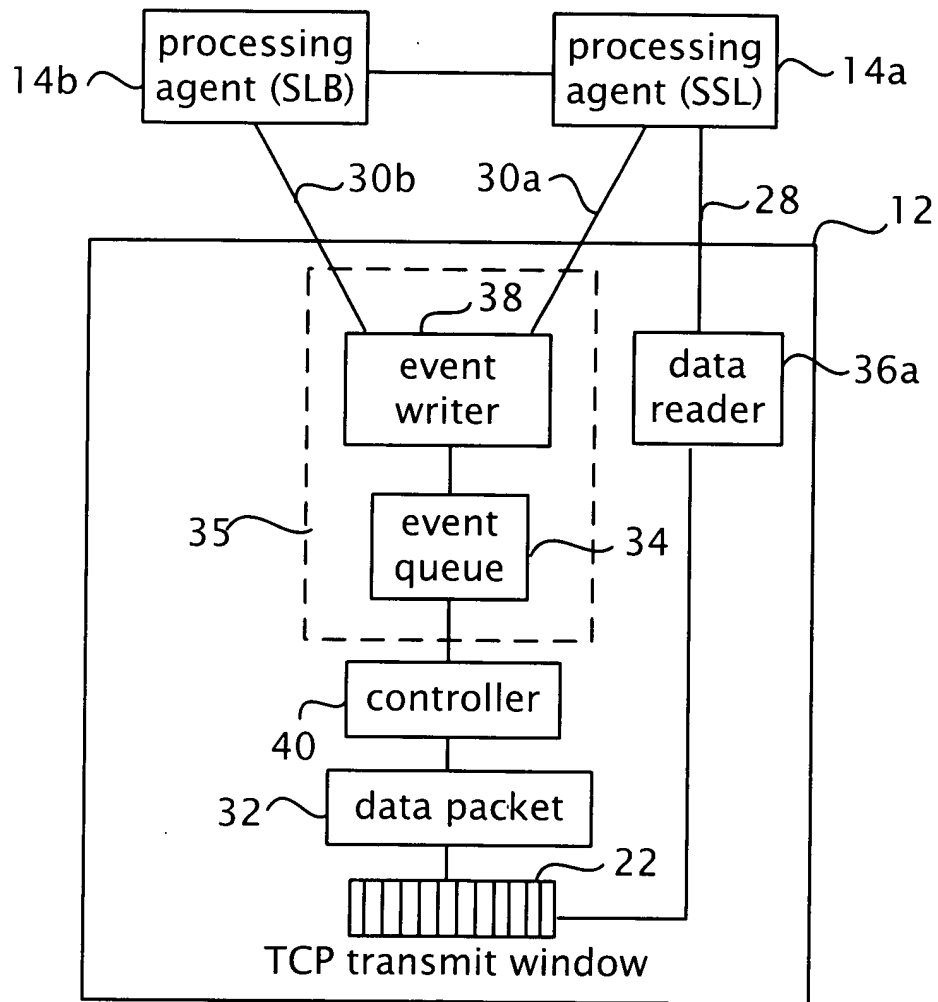 processing
agent (SLB)
processing
agent (SSL)
14b
14a
30b
30a
28
12
38
event
writer
data
reader
36a
35
event
queue
34
controller
40
32
data packet
22
TCP transmit window